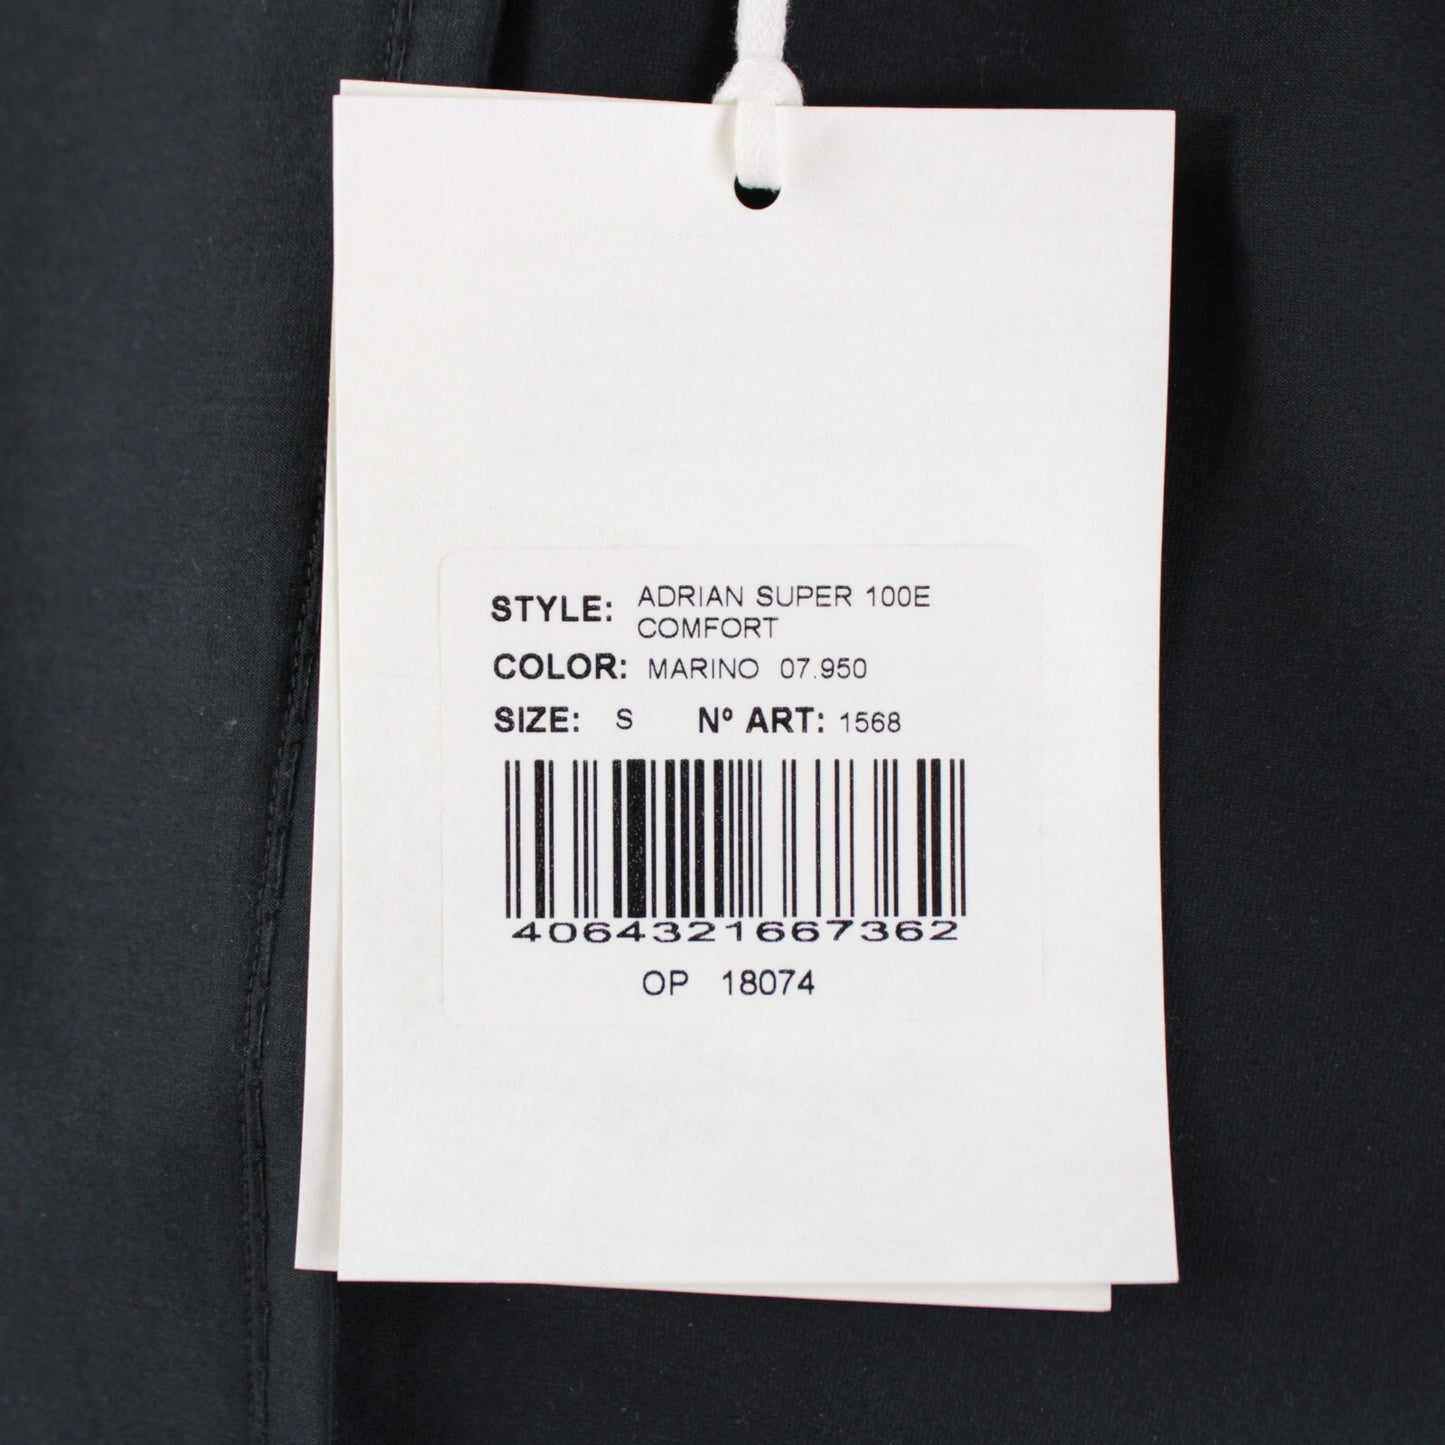 STYLE: ADRIAN SUPER 100E
COMFORT
COLOR: MARINO 07.950
SIZE: S Nº ART: 1568
4064321667362
OP 18074